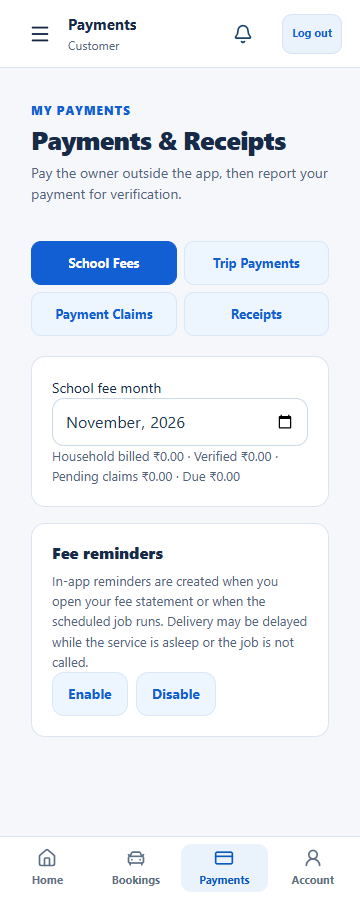 Payments
Customer
Log out
MY PAYMENTS
Payments & Receipts
Pay the owner outside the app, then report your
payment for verification.
School Fees
Trip Payments
Payment Claims
Receipts
School fee month
November, 2026
Household billed ₹0.00 · Verified ₹0.00 ·
Pending claims ₹0.00 · Due ₹0.00
Fee reminders
In-app reminders are created when you
open your fee statement or when the
scheduled job runs. Delivery may be delayed
while the service is asleep or the job is not
called.
Enable
Disable
Home
Bookings
Payments
Account